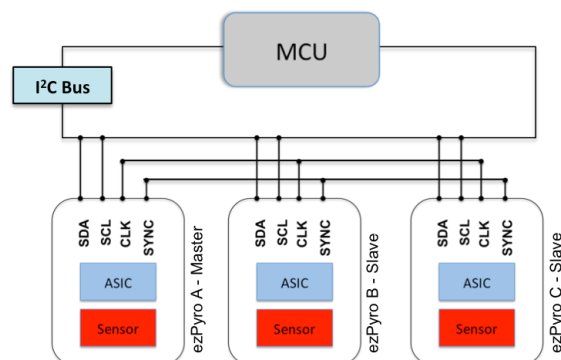 MCU
I²C Bus
SDA
SCL
CLK
SYNC
ASIC
Sensor
ezPyro A - Master
SDA
SCL
CLK
SYNC
ASIC
Sensor
ezPyro B - Slave
SDA
SCL
CLK
SYNC
ASIC
Sensor
ezPyro C - Slave